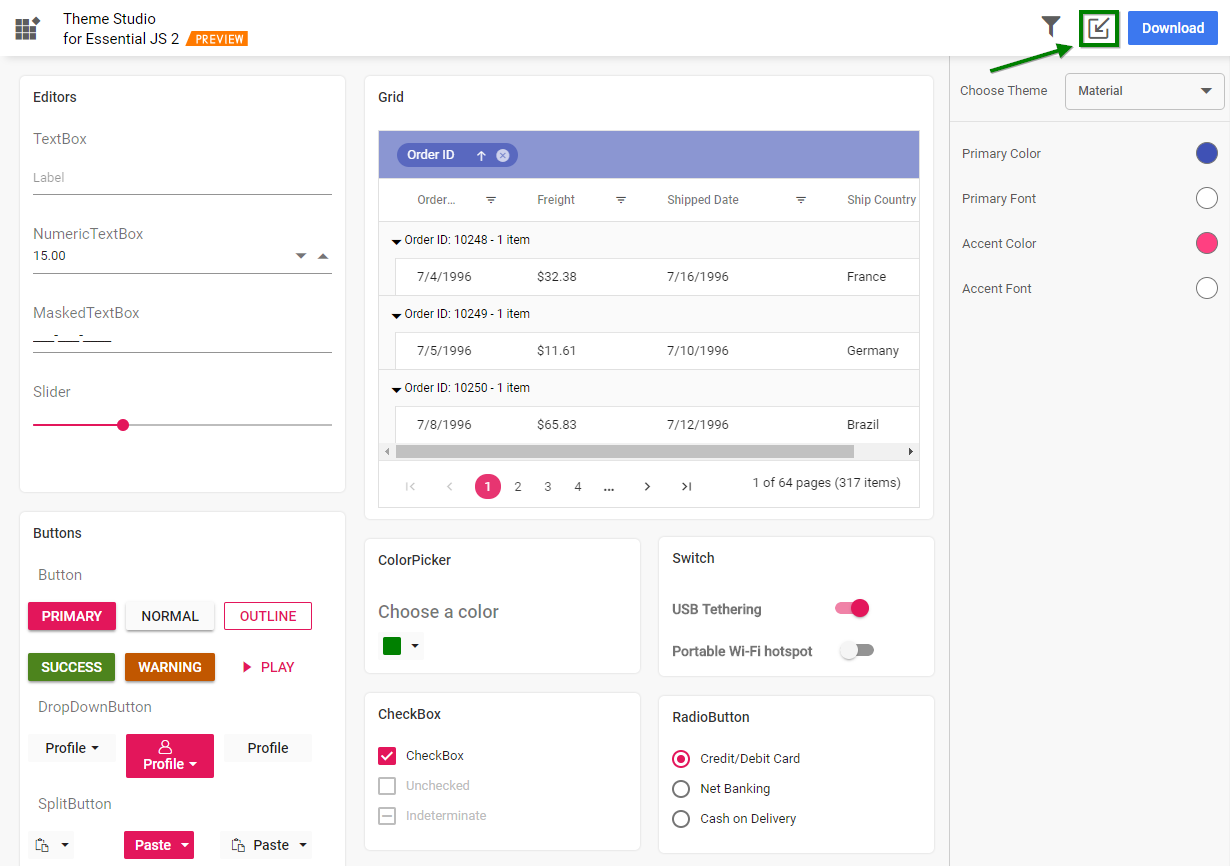 Theme Studio
for Essential JS 2 PREVIEW
Download
Choose Theme
Material
Primary Color
Primary Font
Accent Color
Accent Font
Editors
TextBox
Label
NumericTextBox
15.00
MaskedTextBox
___-___-____
Slider
Grid
Order ID
Order... Freight Shipped Date Ship Country
Order ID: 10248 - 1 item
7/4/1996 $32.38 7/16/1996 France
Order ID: 10249 - 1 item
7/5/1996 $11.61 7/10/1996 Germany
Order ID: 10250 - 1 item
7/8/1996 $65.83 7/12/1996 Brazil
1 2 3 4 ... 1 of 64 pages (317 items)
Buttons
Button
PRIMARY NORMAL OUTLINE
SUCCESS WARNING PLAY
DropDownButton
Profile Profile Profile
SplitButton
Paste Paste
ColorPicker
Choose a color
Switch
USB Tethering
Portable Wi-Fi hotspot
CheckBox
CheckBox
Unchecked
Indeterminate
RadioButton
Credit/Debit Card
Net Banking
Cash on Delivery